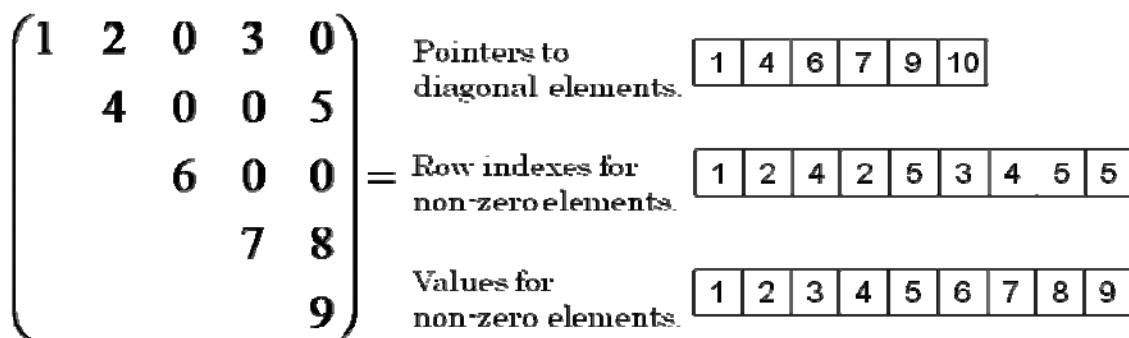 1 2 0 3 0
4 0 0 5
6 0 0
7 8
9
=
Pointers to
diagonal elements.
1 4 6 7 9 10
Row indexes for
non-zero elements.
1 2 4 2 5 3 4 5 5
Values for
non-zero elements.
1 2 3 4 5 6 7 8 9